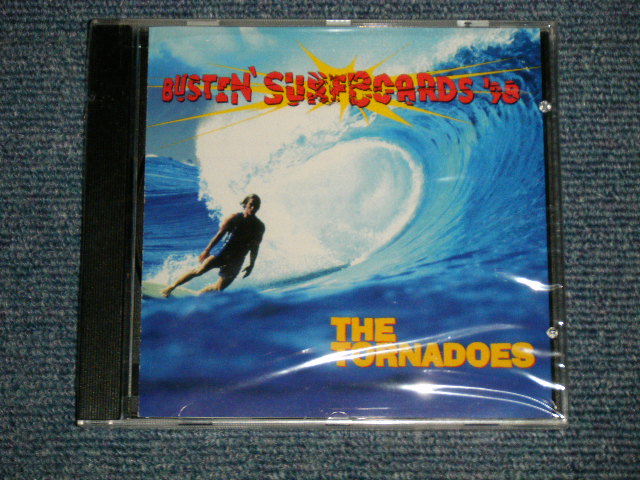 BUSTIN' SURFBOARDS '98
THE
TORNADOES